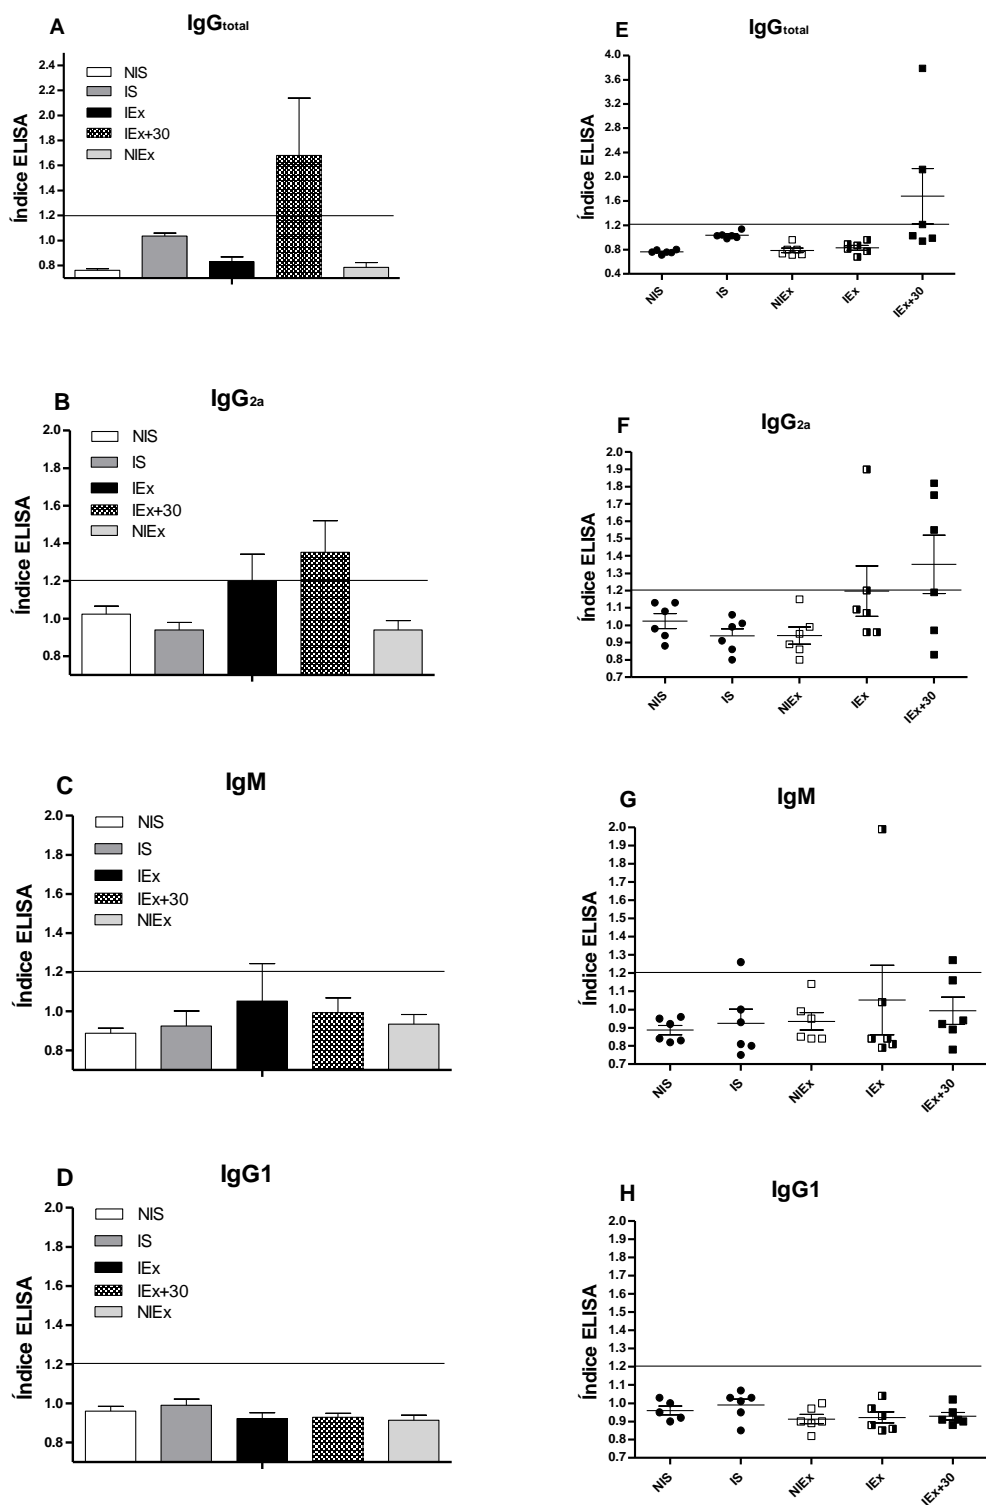 A
IgGtotal
Índice ELISA
2.4
2.2
2.0
1.8
1.6
1.4
1.2
1.0
0.8
NIS
IS
IEx
IEx+30
NIEx
E
IgGtotal
Índice ELISA
4.0
3.2
2.6
2.0
1.2
0.8
0.4
NIS
IS
NIEx
IEx
IEx+30
B
IgG2a
Índice ELISA
2.0
1.8
1.6
1.4
1.2
1.0
0.8
NIS
IS
IEx
IEx+30
NIEx
F
IgG2a
Índice ELISA
2.0
1.9
1.8
1.7
1.6
1.5
1.4
1.3
1.2
1.1
1.0
0.9
0.8
0.7
NIS
IS
NIEx
IEx
IEx+30
C
IgM
Índice ELISA
2.0
1.8
1.6
1.4
1.2
1.0
0.8
NIS
IS
IEx
IEx+30
NIEx
G
IgM
Índice ELISA
2.0
1.9
1.8
1.7
1.6
1.5
1.4
1.3
1.2
1.1
1.0
0.9
0.8
0.7
NIS
IS
NIEx
IEx
IEx+30
D
IgG1
Índice ELISA
2.0
1.8
1.6
1.4
1.2
1.0
0.8
NIS
IS
IEx
IEx+30
NIEx
H
IgG1
Índice ELISA
2.0
1.9
1.8
1.7
1.6
1.5
1.4
1.3
1.2
1.1
1.0
0.9
0.8
0.7
NIS
IS
NIEx
IEx
IEx+30